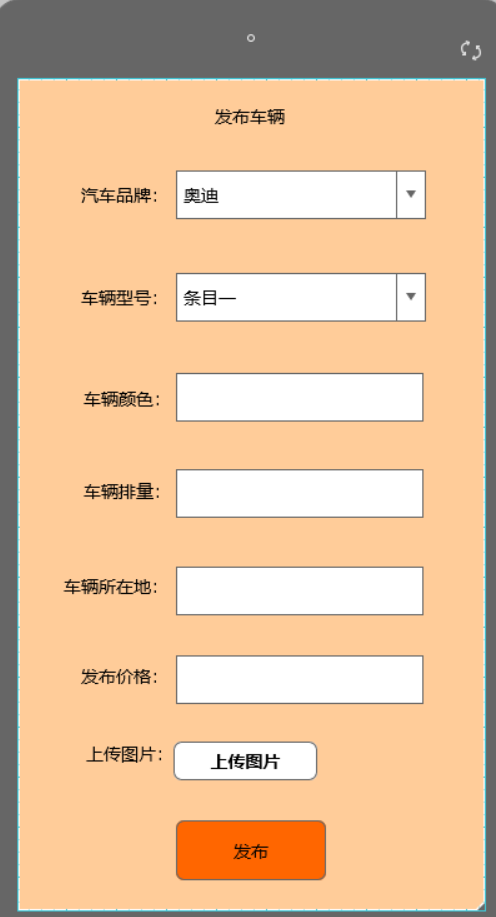 发布车辆
汽车品牌： 奥迪
车辆型号： 条目一
车辆颜色：
车辆排量：
车辆所在地：
发布价格：
上传图片： 上传图片
发布